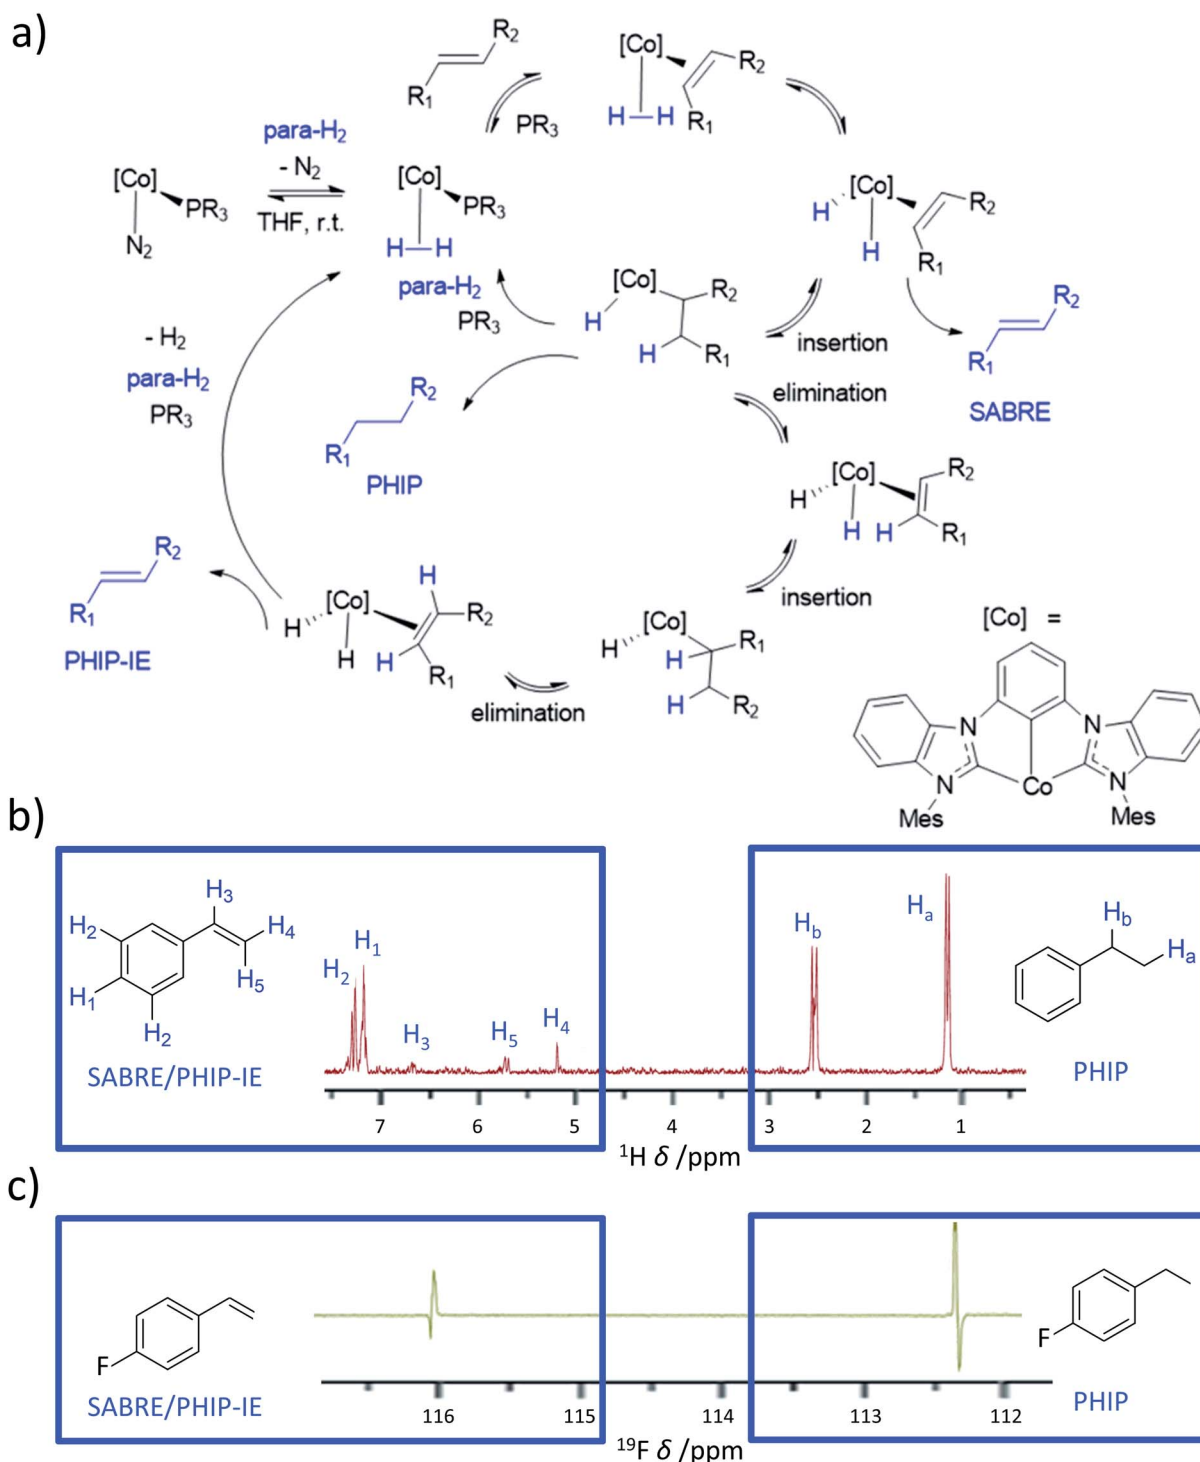 a)
R₂
R₁
PR₃
[Co]
H
H
R₂
R₁
para-H₂
- N₂
THF, r.t.
[Co]
PR₃
N₂
[Co]
PR₃
H
H
para-H₂
PR₃
[Co]
H
H
R₂
R₁
[Co]
H
H
R₂
R₁
insertion
elimination
R₂
R₁
SABRE
- H₂
para-H₂
PR₃
R₂
R₁
PHIP
[Co]
H
H
H
R₂
R₁
insertion
R₂
R₁
PHIP-IE
[Co]
H
H
H
H
R₂
R₁
elimination
[Co]
H
H
H
R₁
R₂
[Co] =
N
N
N
N
Co
Mes
Mes
b)
H₃
H₂
H₄
H₁
H₅
H₂
SABRE/PHIP-IE
H₂
H₁
H₃
H₅
H₄
H_b
H_a
H_b
H_a
PHIP
7 6 5 4 3 2 1
¹H δ /ppm
c)
F
SABRE/PHIP-IE
F
PHIP
116 115 114 113 112
¹⁹F δ /ppm